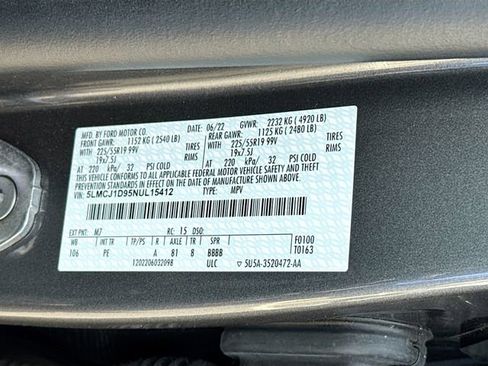 MFD. BY FORD MOTOR CO.
DATE: 06/22 GVWR: 2232 KG ( 4920 LB)
FRONT GAWR: 1152 KG ( 2540 LB) REAR GAWR: 1125 KG ( 2480 LB)
WITH 225/55R19 99V TIRES WITH 225/55R19 99V TIRES
19x7.5J RIMS 19x7.5J RIMS
AT 220 kPa/ 32 PSI COLD AT 220 kPa/ 32 PSI COLD
THIS VEHICLE CONFORMS TO ALL APPLICABLE FEDERAL MOTOR VEHICLE SAFETY, BUMPER, AND THEFT PREVENTION STANDARDS IN EFFECT ON THE DATE OF MANUFACTURE SHOWN ABOVE.
VIN: 5LMCJ1D95NUL15412 TYPE: MPV
EXT PNT: M7 RC: 15 DSO: F0100
WB INT TR TP/PS R AXLE TR SPR T0163
106 PE A 81 8 BBBB
1202206032098 ULC 5U5A-3520472-AA